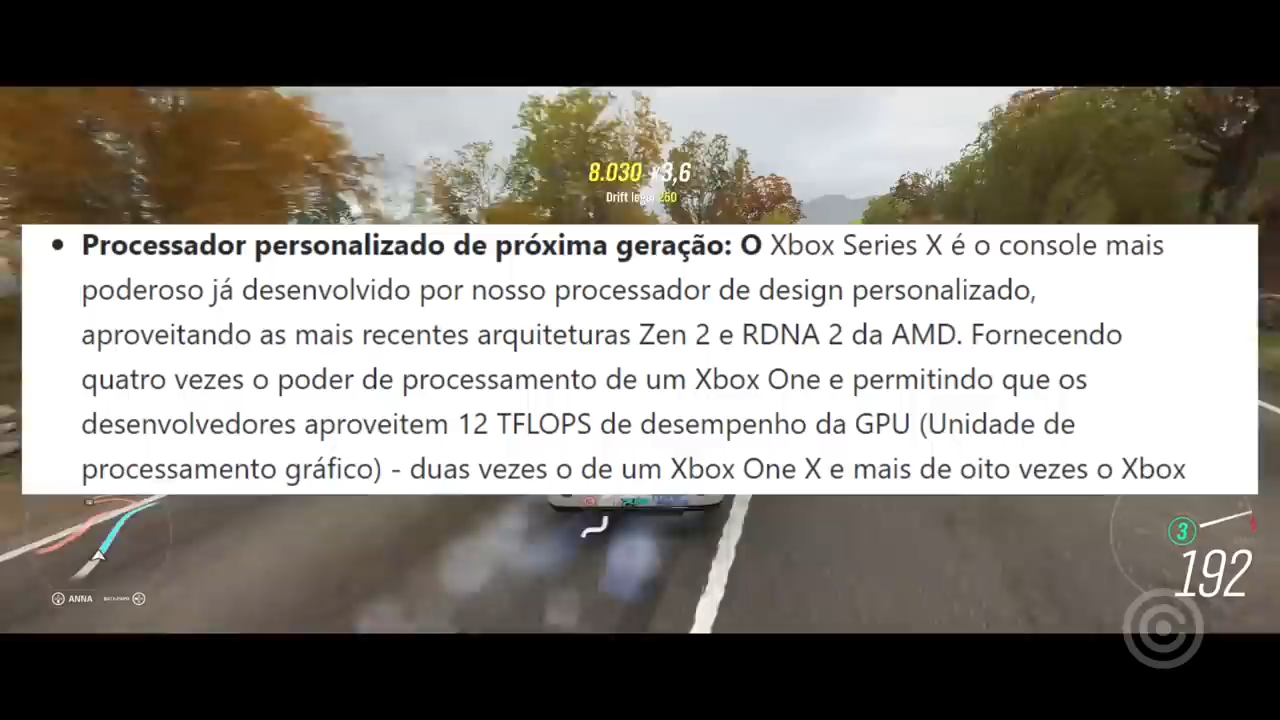 8.030 x3,6
Drift legal 260
• Processador personalizado de próxima geração: O Xbox Series X é o console mais
poderoso já desenvolvido por nosso processador de design personalizado,
aproveitando as mais recentes arquiteturas Zen 2 e RDNA 2 da AMD. Fornecendo
quatro vezes o poder de processamento de um Xbox One e permitindo que os
desenvolvedores aproveitem 12 TFLOPS de desempenho da GPU (Unidade de
processamento gráfico) - duas vezes o de um Xbox One X e mais de oito vezes o Xbox
3
192
ANNA